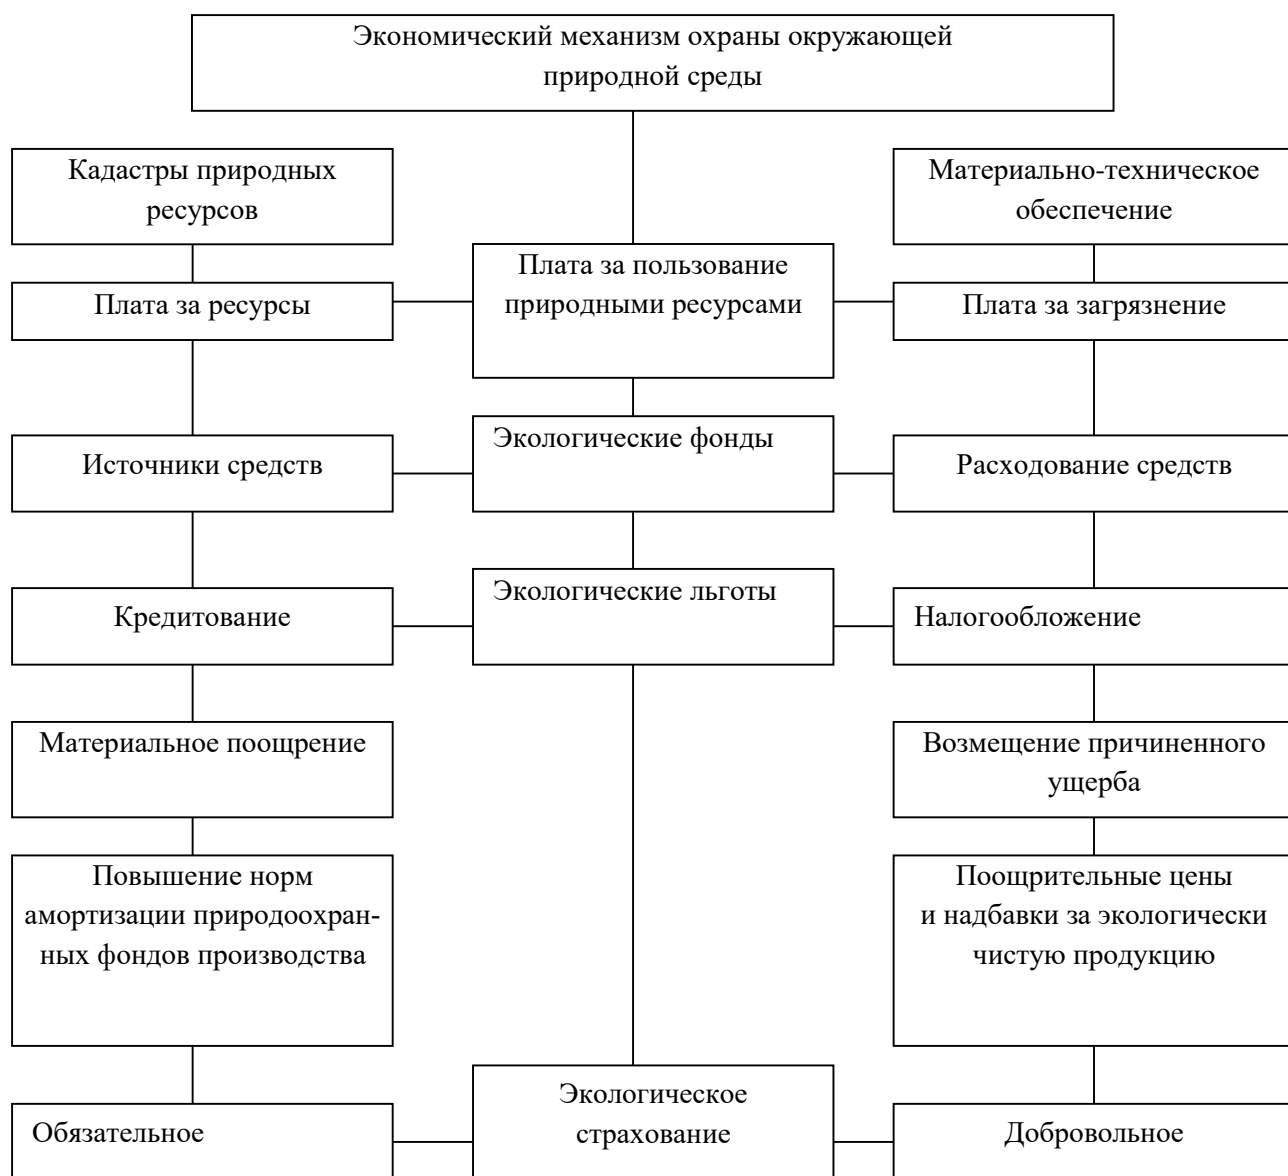 Экономический механизм охраны окружающей
природной среды
Кадастры природных
ресурсов
Материально-техническое
обеспечение
Плата за пользование
природными ресурсами
Плата за ресурсы
Плата за загрязнение
Экологические фонды
Источники средств
Расходование средств
Экологические льготы
Кредитование
Налогообложение
Материальное поощрение
Возмещение причиненного
ущерба
Повышение норм
амортизации природоохран-
ных фондов производства
Поощрительные цены
и надбавки за экологически
чистую продукцию
Экологическое
страхование
Обязательное
Добровольное